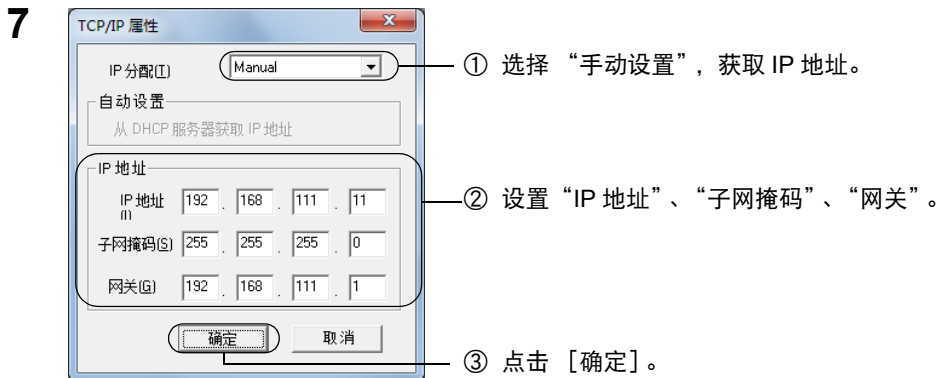 7
TCP/IP 属性
IP 分配(T) Manual
① 选择 “手动设置”，获取 IP 地址。
自动设置
从 DHCP 服务器获取 IP 地址
IP 地址
IP 地址(I) 192 . 168 . 111 . 11
② 设置“IP 地址”、“子网掩码”、“网关”。
子网掩码(S) 255 . 255 . 255 . 0
网关(G) 192 . 168 . 111 . 1
确定 取消
③ 点击 ［确定］。